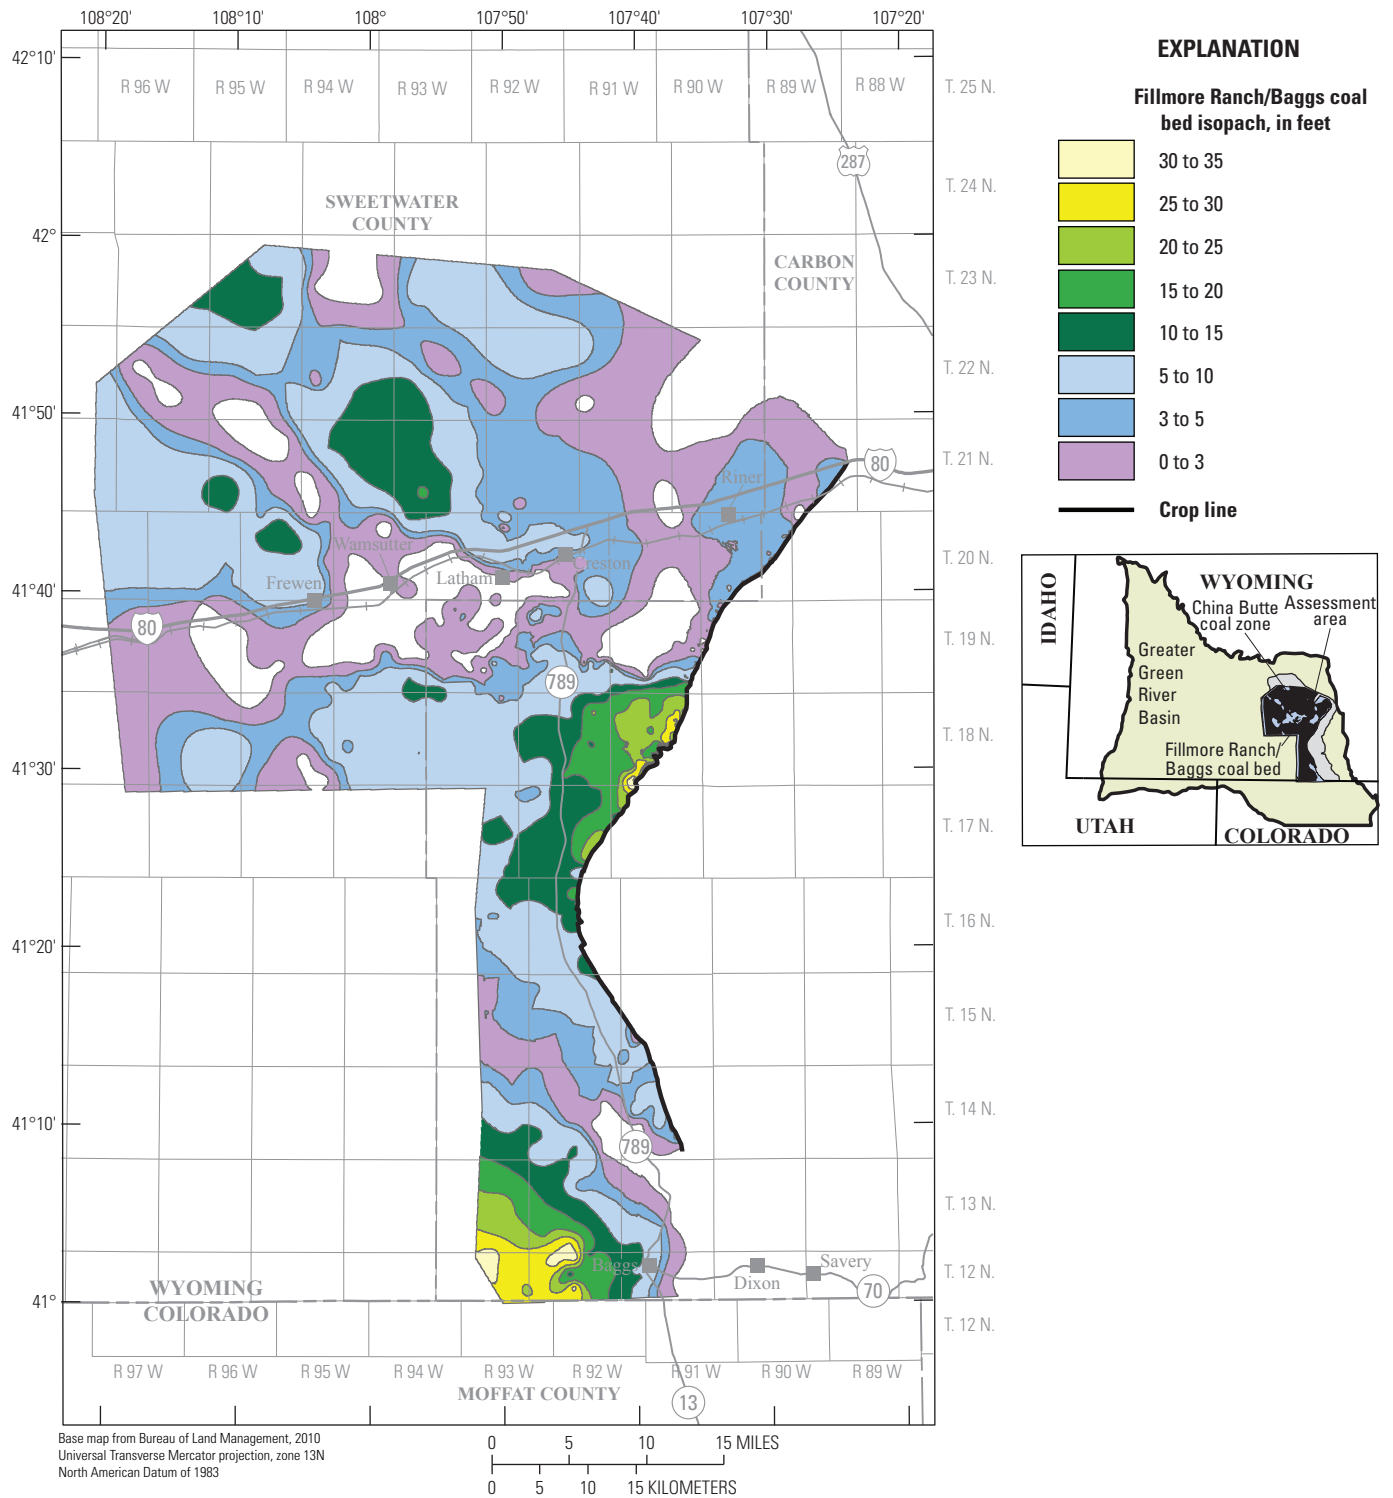 108°20' 108°10' 108° 107°50' 107°40' 107°30' 107°20'
42°10'
R 96 W R 95 W R 94 W R 93 W R 92 W R 91 W R 90 W R 89 W R 88 W
T. 25 N.
287
T. 24 N.
SWEETWATER
COUNTY
42°
CARBON
COUNTY
T. 23 N.
T. 22 N.
41°50'
T. 21 N.
80
Riner
Wamsutter
T. 20 N.
Creston
Latham
Frewen
41°40'
80
T. 19 N.
789
T. 18 N.
41°30'
T. 17 N.
T. 16 N.
41°20'
T. 15 N.
T. 14 N.
41°10'
789
T. 13 N.
Baggs
Dixon
Savery
T. 12 N.
70
WYOMING
41°
COLORADO
T. 12 N.
R 97 W R 96 W R 95 W R 94 W R 93 W R 92 W R 91 W R 90 W R 89 W
MOFFAT COUNTY
13
Base map from Bureau of Land Management, 2010
Universal Transverse Mercator projection, zone 13N
North American Datum of 1983
0 5 10 15 MILES
0 5 10 15 KILOMETERS
EXPLANATION
Fillmore Ranch/Baggs coal
bed isopach, in feet
30 to 35
25 to 30
20 to 25
15 to 20
10 to 15
5 to 10
3 to 5
0 to 3
Crop line
IDAHO
WYOMING
China Butte
coal zone
Assessment
area
Greater
Green
River
Basin
Fillmore Ranch/
Baggs coal bed
UTAH
COLORADO